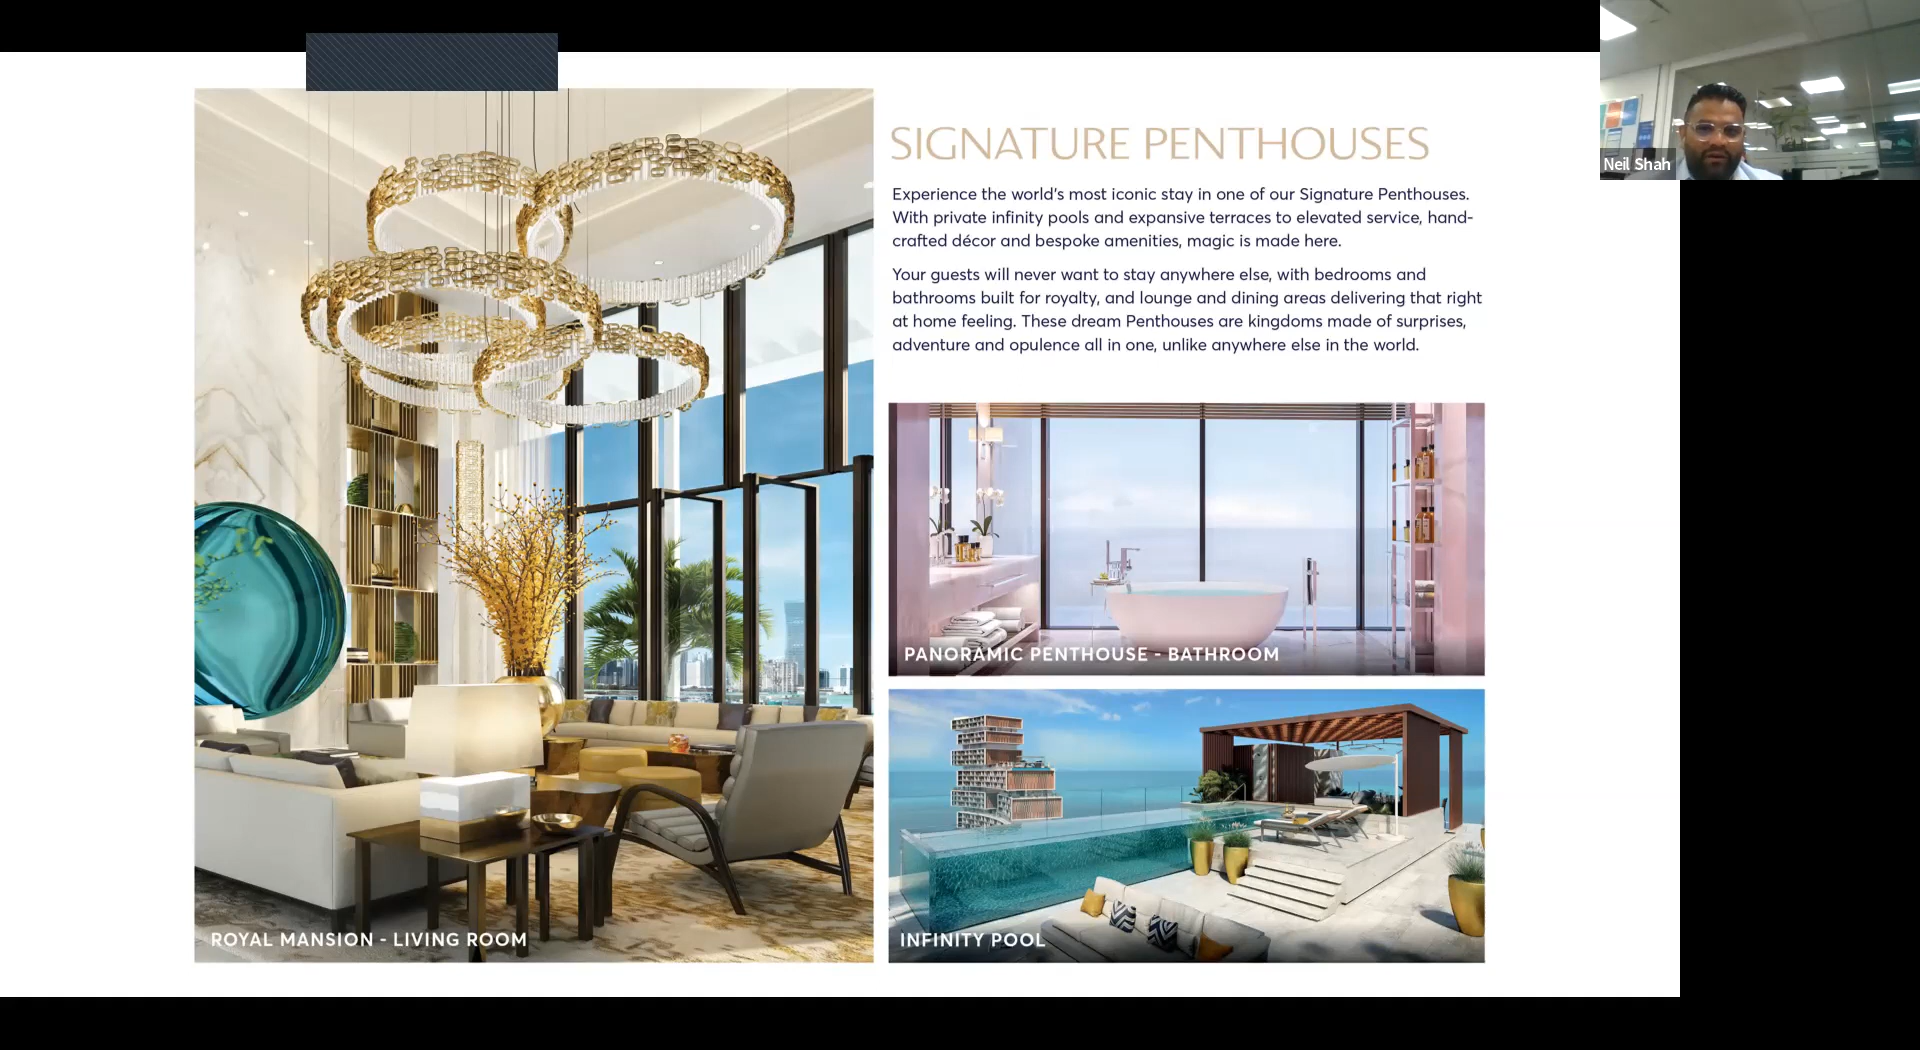 SIGNATURE PENTHOUSES
Experience the world's most iconic stay in one of our Signature Penthouses.
With private infinity pools and expansive terraces to elevated service, hand-
crafted décor and bespoke amenities, magic is made here.
Your guests will never want to stay anywhere else, with bedrooms and
bathrooms built for royalty, and lounge and dining areas delivering that right
at home feeling. These dream Penthouses are kingdoms made of surprises,
adventure and opulence all in one, unlike anywhere else in the world.
PANORAMIC PENTHOUSE - BATHROOM
ROYAL MANSION - LIVING ROOM
INFINITY POOL
Neil Shah